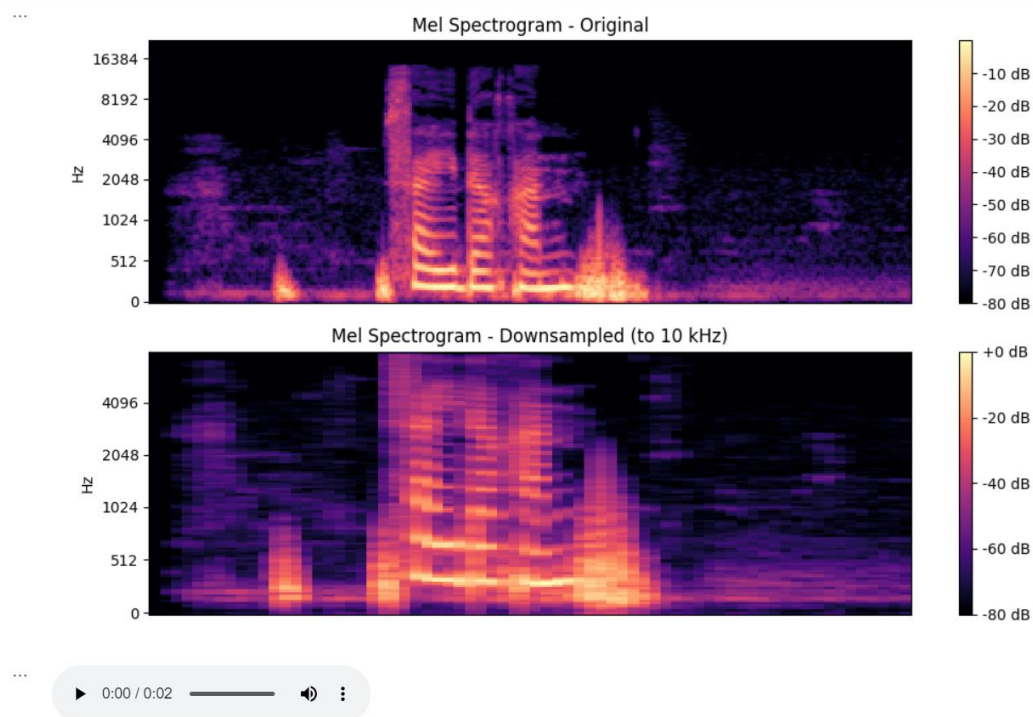 ...
Mel Spectrogram - Original
16384
8192
4096
2048
1024
512
0
Hz
-10 dB
-20 dB
-30 dB
-40 dB
-50 dB
-60 dB
-70 dB
-80 dB
Mel Spectrogram - Downsampled (to 10 kHz)
4096
2048
1024
512
0
Hz
+0 dB
-20 dB
-40 dB
-60 dB
-80 dB
...
0:00 / 0:02